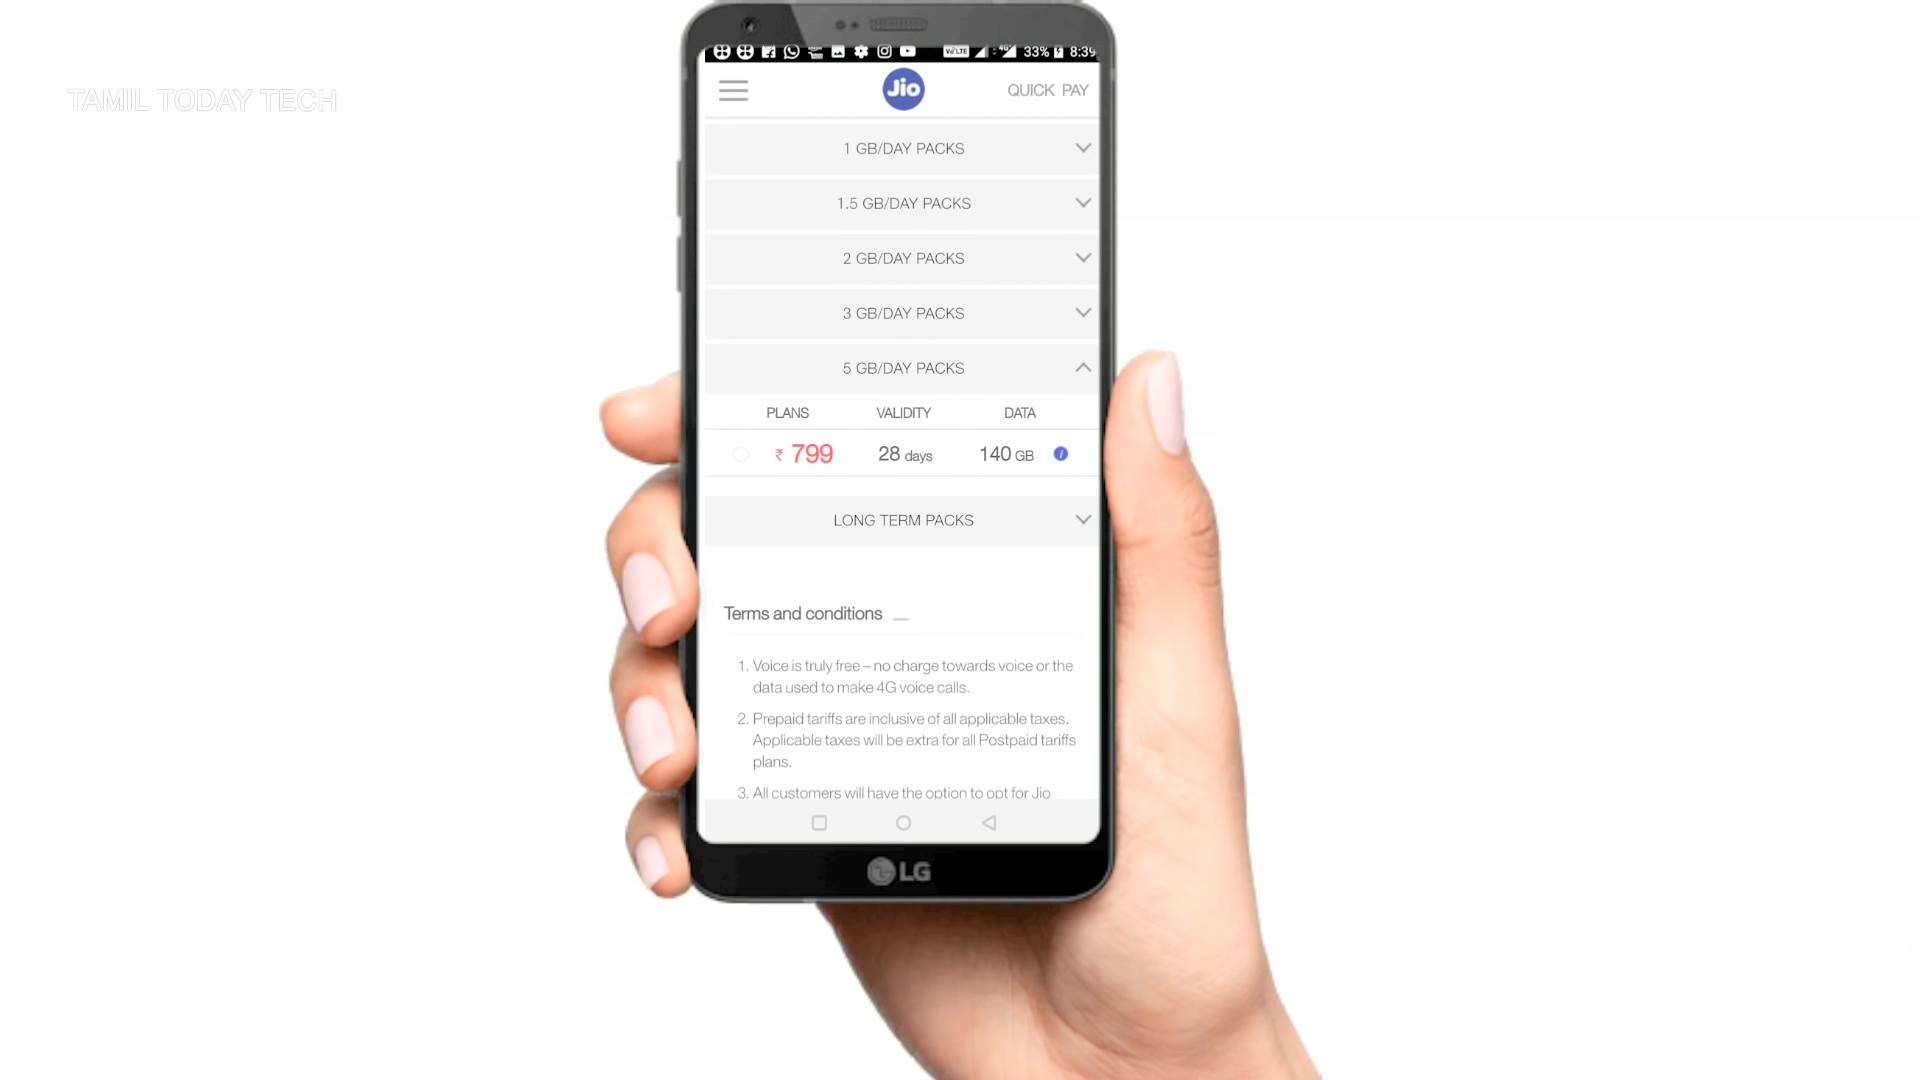 TAMIL TODAY TECH
VoLTE 4G 33% 8:39
Jio
QUICK PAY
1 GB/DAY PACKS
1.5 GB/DAY PACKS
2 GB/DAY PACKS
3 GB/DAY PACKS
5 GB/DAY PACKS
PLANS VALIDITY DATA
₹ 799 28 days 140 GB i
LONG TERM PACKS
Terms and conditions
1. Voice is truly free – no charge towards voice or the
data used to make 4G voice calls.
2. Prepaid tariffs are inclusive of all applicable taxes.
Applicable taxes will be extra for all Postpaid tariffs
plans.
3. All customers will have the option to opt for Jio
LG